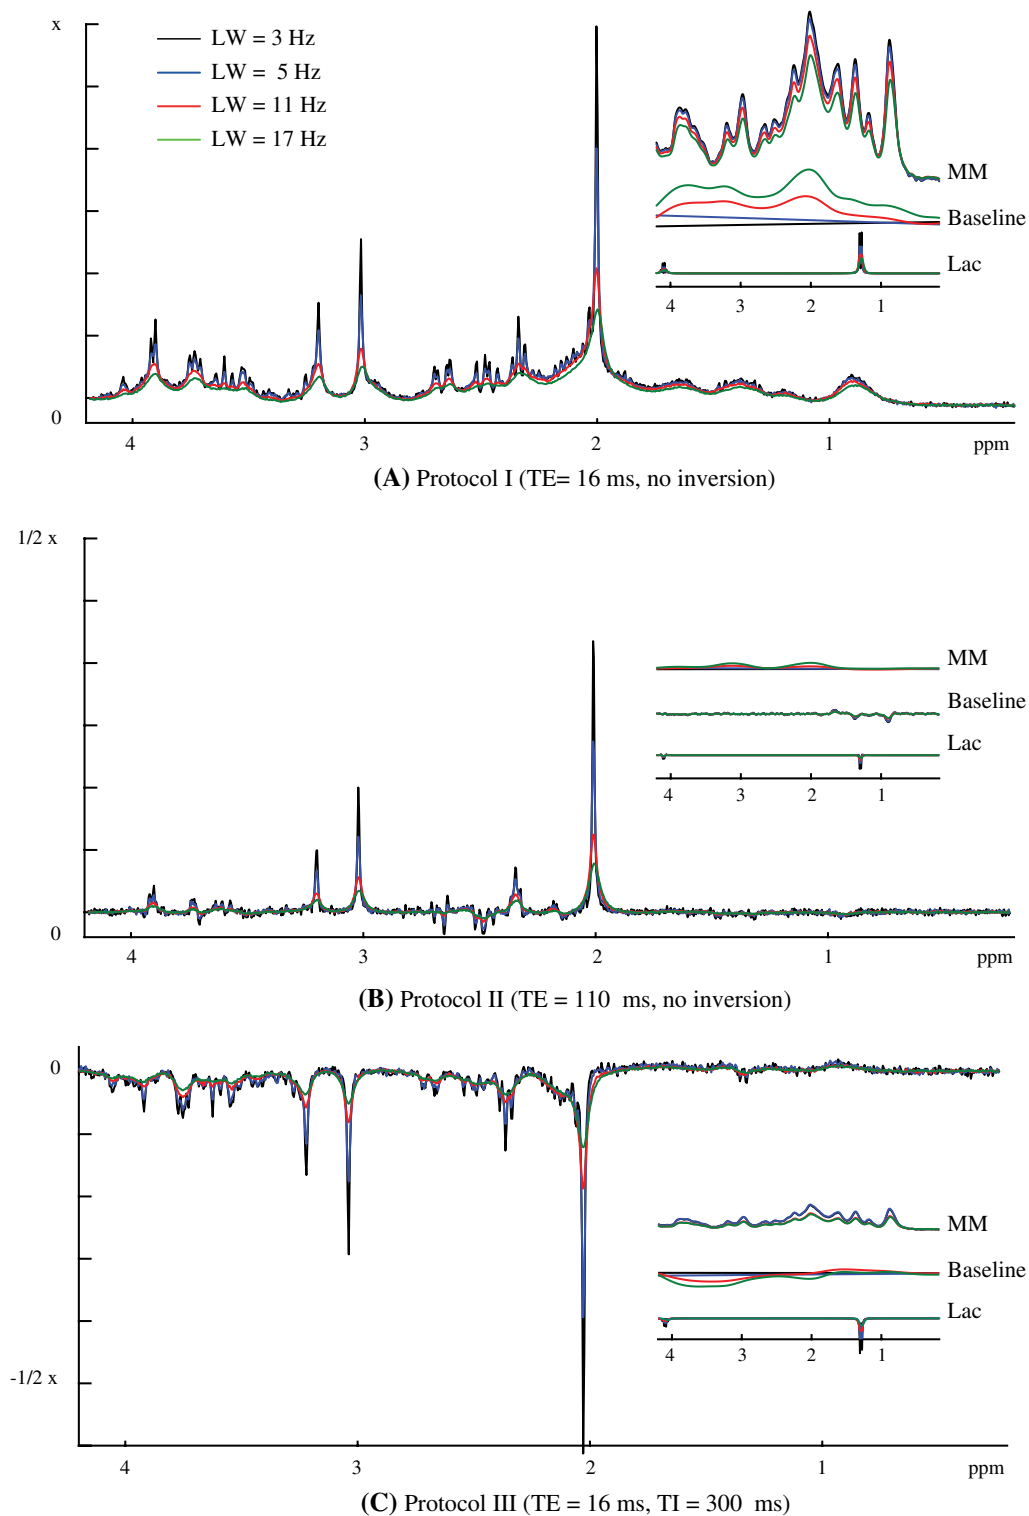 x
LW = 3 Hz
LW = 5 Hz
LW = 11 Hz
LW = 17 Hz
MM
Baseline
Lac
4 3 2 1
0
4 3 2 1 ppm
(A) Protocol I (TE= 16 ms, no inversion)
1/2 x
MM
Baseline
Lac
4 3 2 1
0
4 3 2 1 ppm
(B) Protocol II (TE = 110 ms, no inversion)
0
MM
Baseline
Lac
4 3 2 1
-1/2 x
4 3 2 1 ppm
(C) Protocol III (TE = 16 ms, TI = 300 ms)